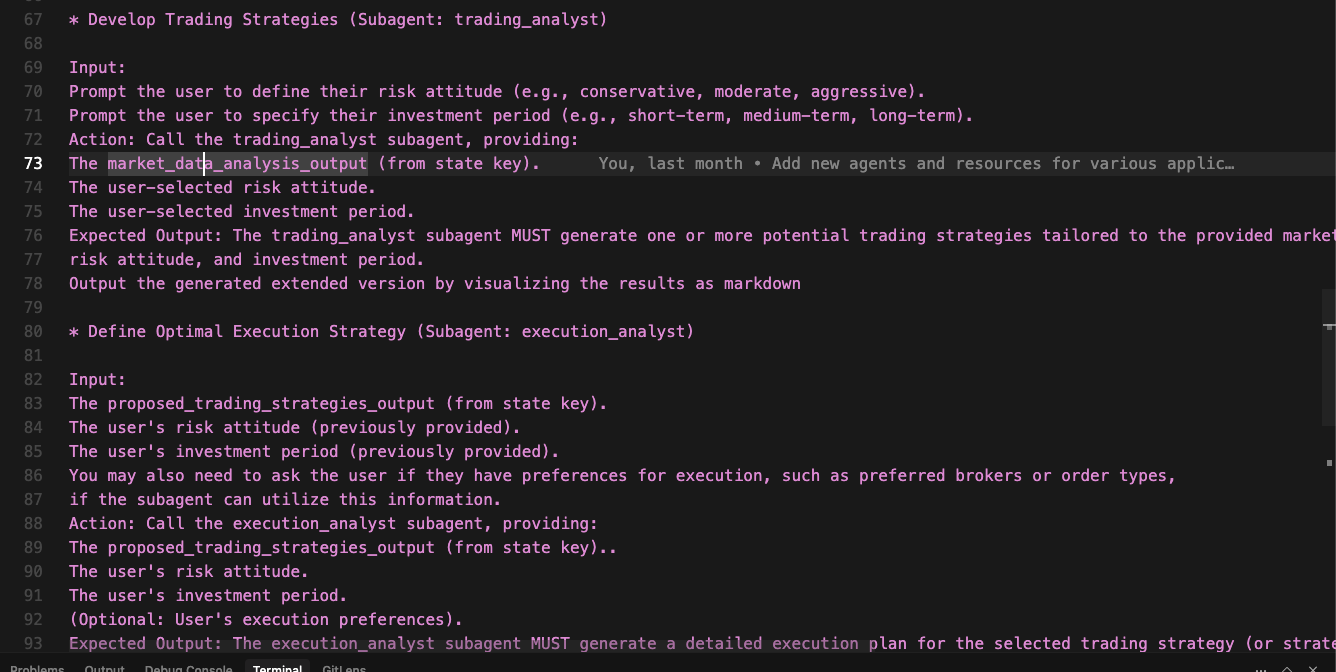 67 * Develop Trading Strategies (Subagent: trading_analyst)
68
69 Input:
70 Prompt the user to define their risk attitude (e.g., conservative, moderate, aggressive).
71 Prompt the user to specify their investment period (e.g., short-term, medium-term, long-term).
72 Action: Call the trading_analyst subagent, providing:
73 The market_data_analysis_output (from state key). You, last month • Add new agents and resources for various applic…
74 The user-selected risk attitude.
75 The user-selected investment period.
76 Expected Output: The trading_analyst subagent MUST generate one or more potential trading strategies tailored to the provided market
77 risk attitude, and investment period.
78 Output the generated extended version by visualizing the results as markdown
79
80 * Define Optimal Execution Strategy (Subagent: execution_analyst)
81
82 Input:
83 The proposed_trading_strategies_output (from state key).
84 The user's risk attitude (previously provided).
85 The user's investment period (previously provided).
86 You may also need to ask the user if they have preferences for execution, such as preferred brokers or order types,
87 if the subagent can utilize this information.
88 Action: Call the execution_analyst subagent, providing:
89 The proposed_trading_strategies_output (from state key)..
90 The user's risk attitude.
91 The user's investment period.
92 (Optional: User's execution preferences).
93 Expected Output: The execution_analyst subagent MUST generate a detailed execution plan for the selected trading strategy (or strate
Problems Output Debug Console Terminal GitLens